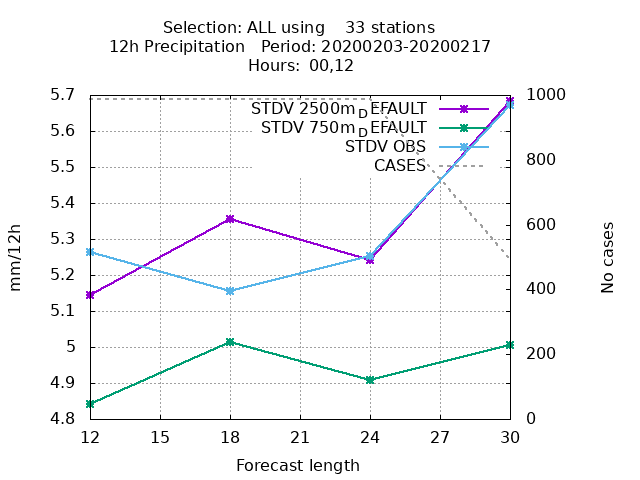 Selection: ALL using    33 stations
12h Precipitation   Period: 20200203-20200217
Hours: 00,12
5.7
5.6
5.5
5.4
5.3
5.2
5.1
5
4.9
4.8
mm/12h
STDV 2500m_DEFAULT
STDV 750m_DEFAULT
STDV OBS
CASES
1000
800
600
400
200
0
No cases
12 15 18 21 24 27 30
Forecast length